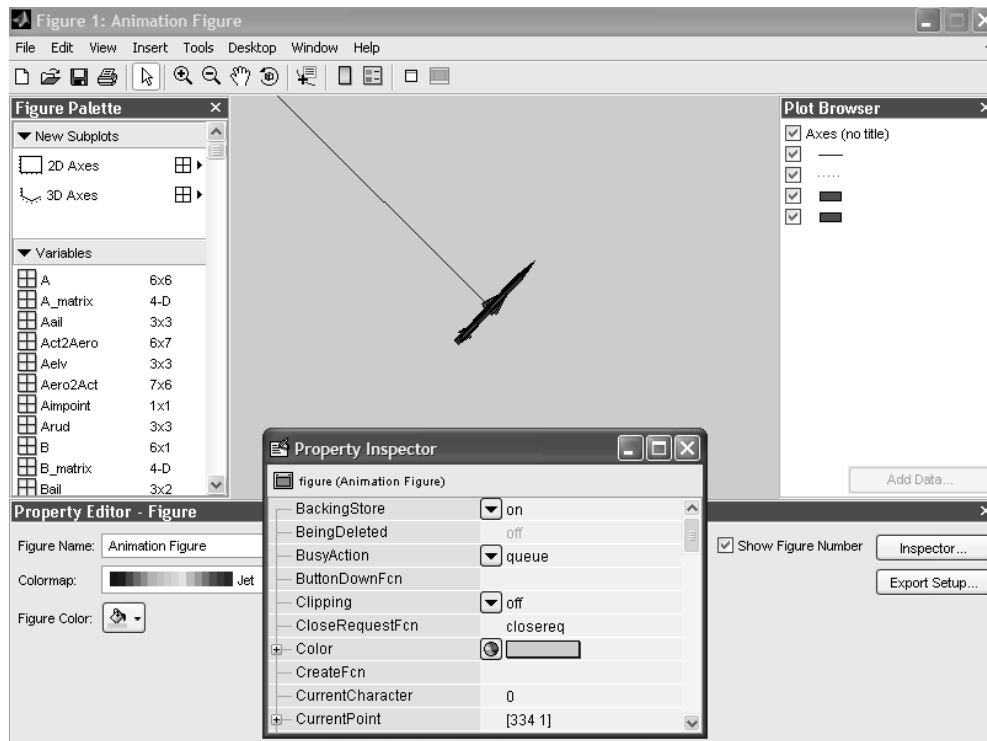 Figure 1: Animation Figure
File Edit View Insert Tools Desktop Window Help
Figure Palette
New Subplots
2D Axes
3D Axes
Variables
A 6x6
A_matrix 4-D
Aail 3x3
Act2Aero 6x7
Aelv 3x3
Aero2Act 7x6
Aimpoint 1x1
Arud 3x3
B 6x1
B_matrix 4-D
Bail 3x2
Plot Browser
Axes (no title)
Add Data...
Property Editor - Figure
Figure Name: Animation Figure
Colormap: Jet
Figure Color:
Show Figure Number
Inspector...
Export Setup...
Property Inspector
figure (Animation Figure)
BackingStore on
BeingDeleted off
BusyAction queue
ButtonDownFcn
Clipping off
CloseRequestFcn closereq
Color
CreateFcn
CurrentCharacter 0
CurrentPoint [334 1]